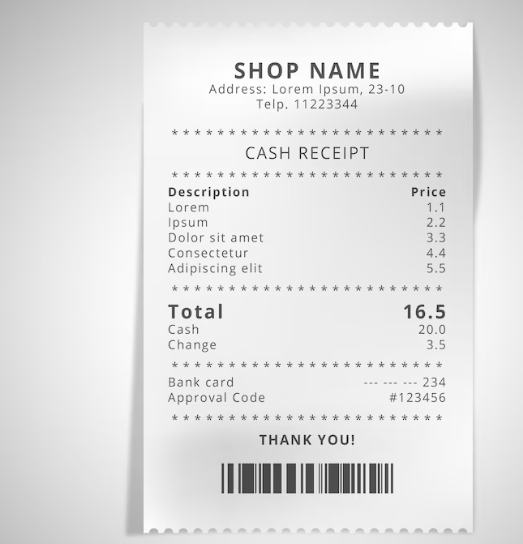 SHOP NAME
Address: Lorem Ipsum, 23-10
Telp. 11223344
* * * * * * * * * * * * * * * * * * * * * * * *
CASH RECEIPT
* * * * * * * * * * * * * * * * * * * * * * * *
Description Price
Lorem 1.1
Ipsum 2.2
Dolor sit amet 3.3
Consectetur 4.4
Adipiscing elit 5.5
* * * * * * * * * * * * * * * * * * * * * * * *
Total 16.5
Cash 20.0
Change 3.5
* * * * * * * * * * * * * * * * * * * * * * * *
Bank card --- --- --- 234
Approval Code #123456
* * * * * * * * * * * * * * * * * * * * * * * *
THANK YOU!